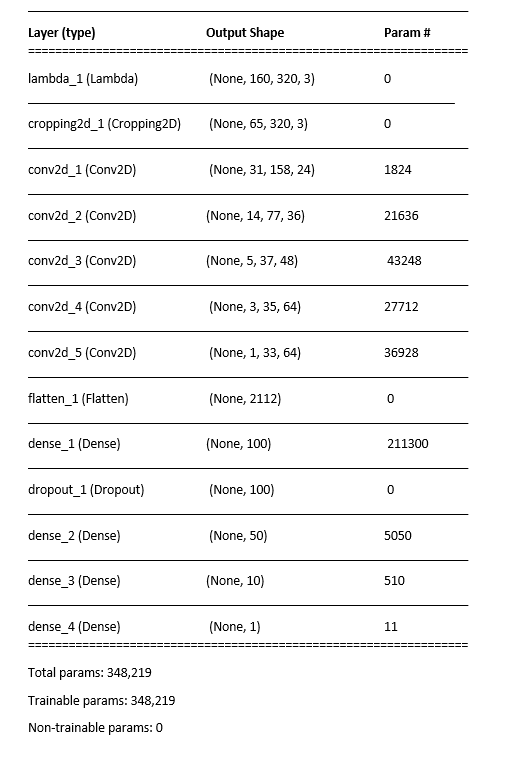 Layer (type) Output Shape Param #
================================================================
lambda_1 (Lambda) (None, 160, 320, 3) 0
cropping2d_1 (Cropping2D) (None, 65, 320, 3) 0
conv2d_1 (Conv2D) (None, 31, 158, 24) 1824
conv2d_2 (Conv2D) (None, 14, 77, 36) 21636
conv2d_3 (Conv2D) (None, 5, 37, 48) 43248
conv2d_4 (Conv2D) (None, 3, 35, 64) 27712
conv2d_5 (Conv2D) (None, 1, 33, 64) 36928
flatten_1 (Flatten) (None, 2112) 0
dense_1 (Dense) (None, 100) 211300
dropout_1 (Dropout) (None, 100) 0
dense_2 (Dense) (None, 50) 5050
dense_3 (Dense) (None, 10) 510
dense_4 (Dense) (None, 1) 11
================================================================
Total params: 348,219
Trainable params: 348,219
Non-trainable params: 0